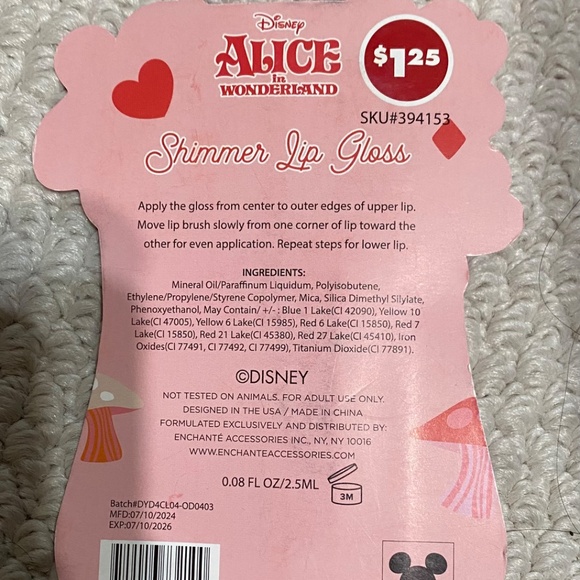 Disney
ALICE
in
WONDERLAND
$1.25
SKU#394153
Shimmer Lip Gloss
Apply the gloss from center to outer edges of upper lip.
Move lip brush slowly from one corner of lip toward the
other for even application. Repeat steps for lower lip.
INGREDIENTS:
Mineral Oil/Paraffinum Liquidum, Polyisobutene,
Ethylene/Propylene/Styrene Copolymer, Mica, Silica Dimethyl Silylate,
Phenoxyethanol, May Contain/ +/- : Blue 1 Lake(CI 42090), Yellow 10
Lake(CI 47005), Yellow 6 Lake(CI 15985), Red 6 Lake(CI 15850), Red 7
Lake(CI 15850), Red 21 Lake(CI 45380), Red 27 Lake(CI 45410), Iron
Oxides(CI 77491, CI 77492, CI 77499), Titanium Dioxide(CI 77891).
©DISNEY
NOT TESTED ON ANIMALS. FOR ADULT USE ONLY.
DESIGNED IN THE USA / MADE IN CHINA
FORMULATED EXCLUSIVELY AND DISTRIBUTED BY:
ENCHANTÉ ACCESSORIES INC., NY, NY 10016
WWW.ENCHANTEACCESSORIES.COM
0.08 FL OZ/2.5ML
3M
Batch#DYD4CL04-OD0403
MFD:07/10/2024
EXP:07/10/2026